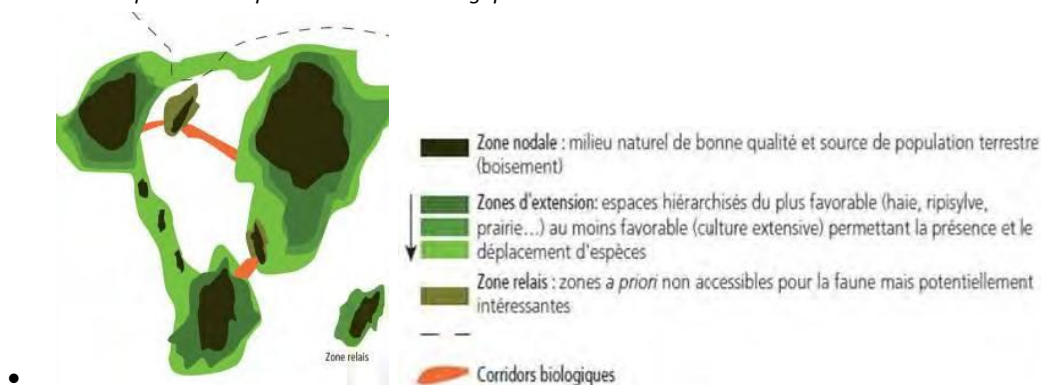 Zone nodale : milieu naturel de bonne qualité et source de population terrestre
(boisement)
Zones d'extension: espaces hiérarchisés du plus favorable (haie, ripisylve,
prairie...) au moins favorable (culture extensive) permettant la présence et le
déplacement d'espèces
Zone relais : zones a priori non accessibles pour la faune mais potentiellement
intéressantes
Zone relais
Corridors biologiques